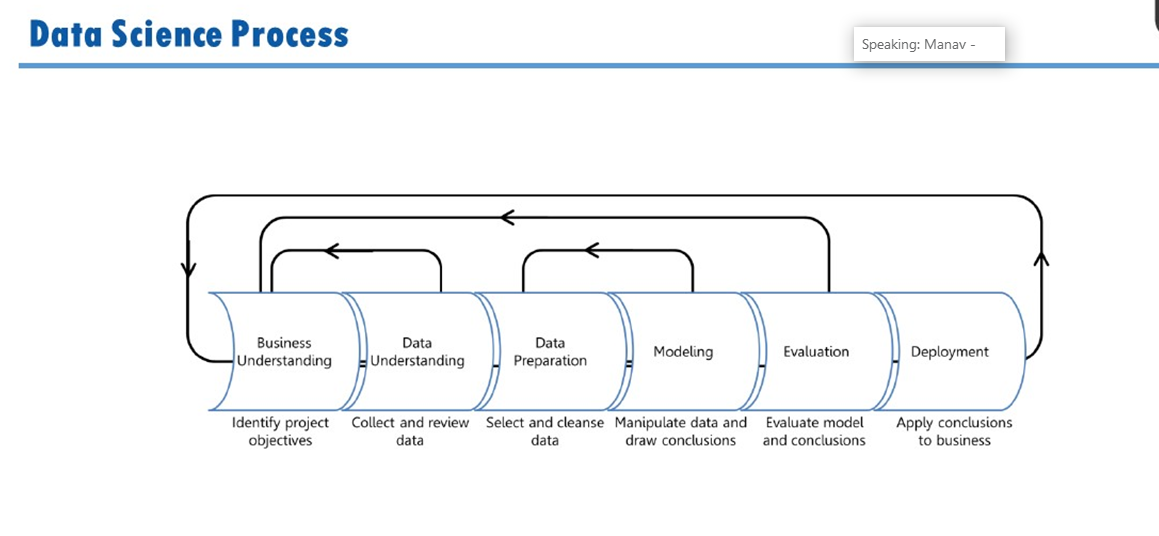 Data Science Process
Speaking: Manav -
Business
Understanding
Data
Understanding
Data
Preparation
Modeling
Evaluation
Deployment
Identify project
objectives
Collect and review
data
Select and cleanse
data
Manipulate data and
draw conclusions
Evaluate model
and conclusions
Apply conclusions
to business